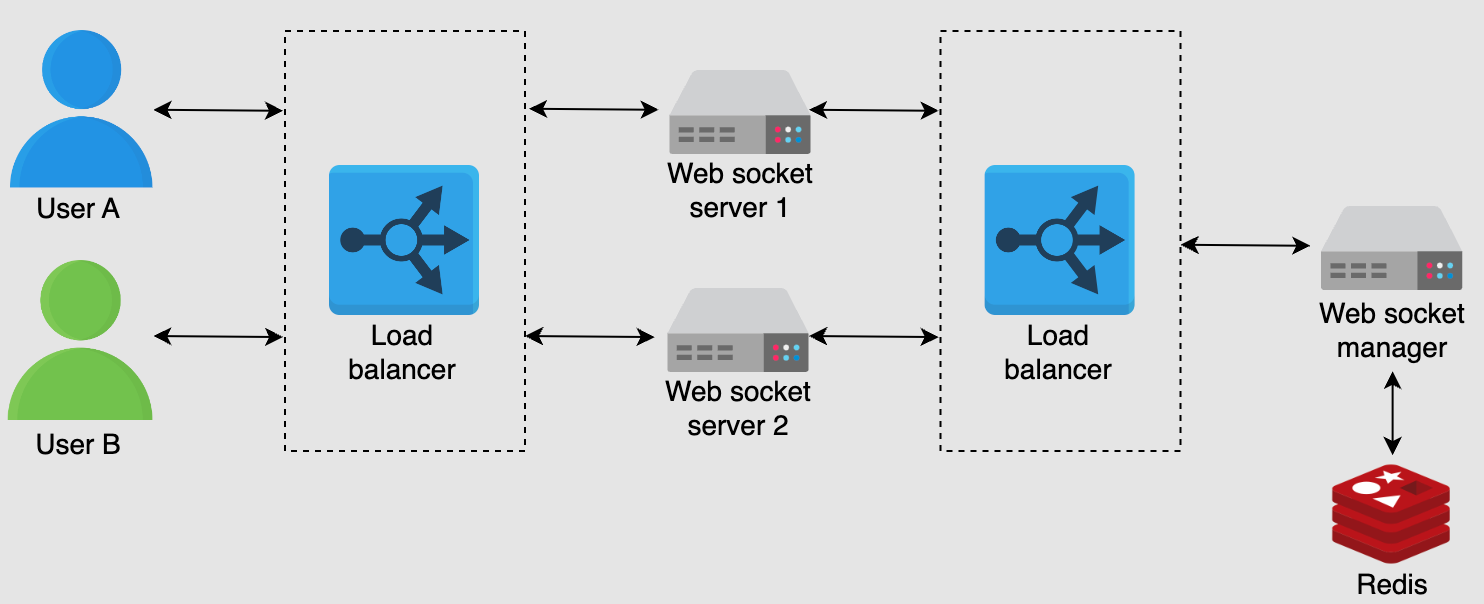 User A
User B
Load
balancer
Web socket
server 1
Web socket
server 2
Load
balancer
Web socket
manager
Redis